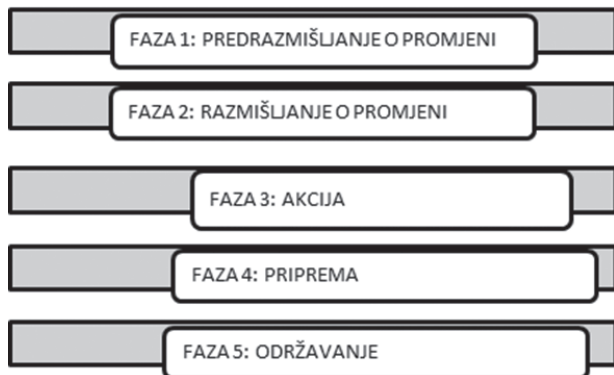 FAZA 1: PREDRAZMIŠLJANJE O PROMJENI
FAZA 2: RAZMIŠLJANJE O PROMJENI
FAZA 3: AKCIJA
FAZA 4: PRIPREMA
FAZA 5: ODRŽAVANJE